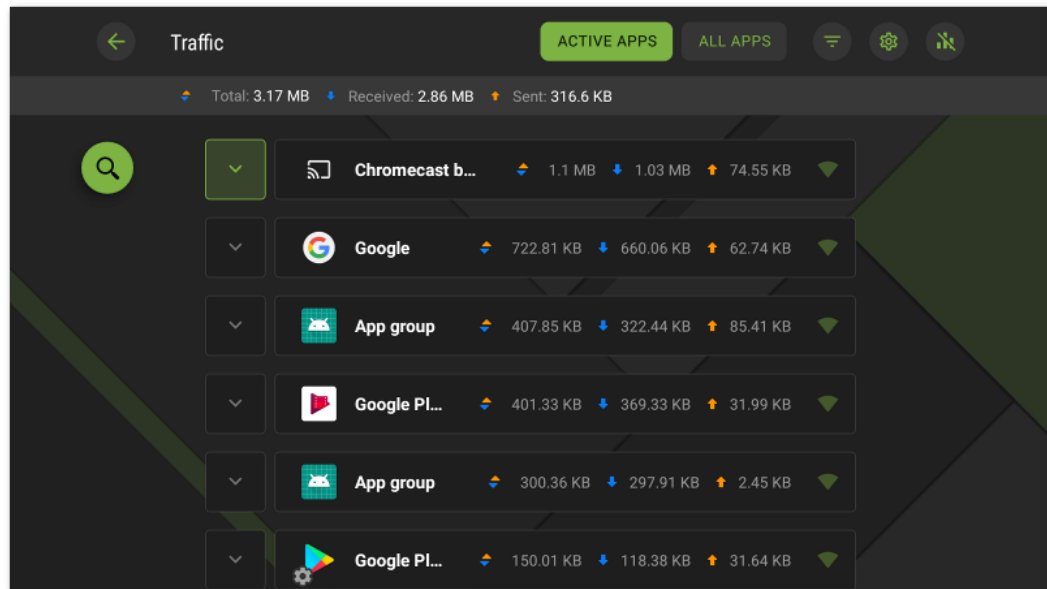 Traffic ACTIVE APPS ALL APPS
Total: 3.17 MB Received: 2.86 MB Sent: 316.6 KB
Chromecast b... 1.1 MB 1.03 MB 74.55 KB
Google 722.81 KB 660.06 KB 62.74 KB
App group 407.85 KB 322.44 KB 85.41 KB
Google Pl... 401.33 KB 369.33 KB 31.99 KB
App group 300.36 KB 297.91 KB 2.45 KB
Google Pl... 150.01 KB 118.38 KB 31.64 KB